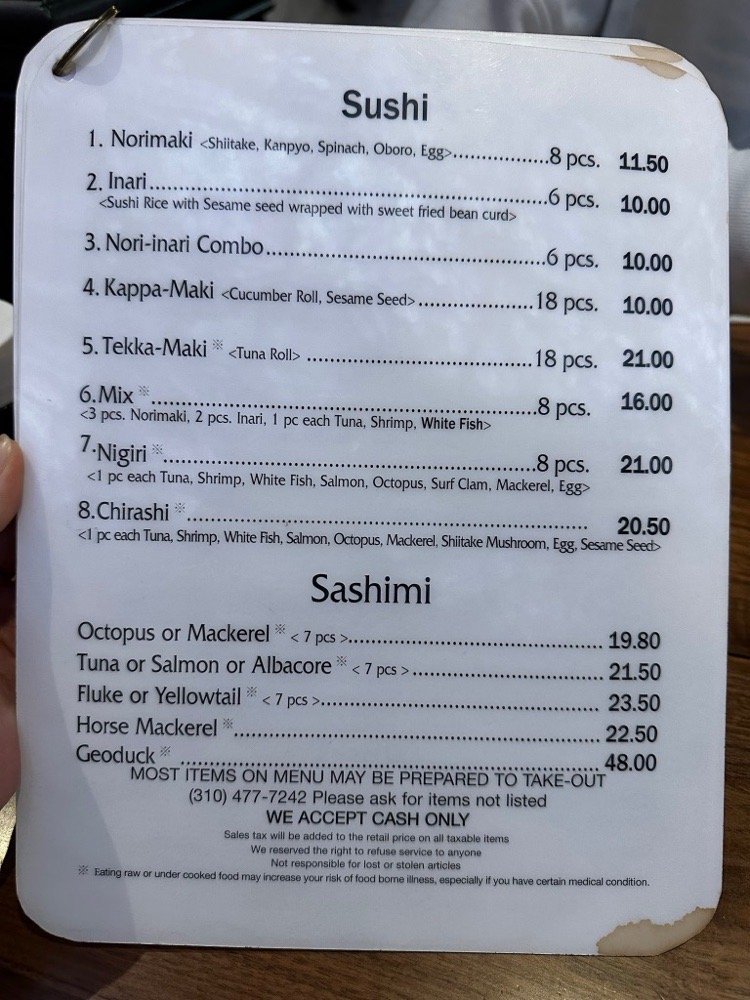 Sushi
1. Norimaki <Shiitake, Kanpyo, Spinach, Oboro, Egg>................8 pcs. 11.50
2. Inari..........................................................6 pcs. 10.00
<Sushi Rice with Sesame seed wrapped with sweet fried bean curd>
3. Nori-inari Combo........................................6 pcs. 10.00
4. Kappa-Maki <Cucumber Roll, Sesame Seed>.................18 pcs. 10.00
5. Tekka-Maki ※ <Tuna Roll> .................................18 pcs. 21.00
6.Mix ※.......................................................8 pcs. 16.00
<3 pcs. Norimaki, 2 pcs. Inari, 1 pc each Tuna, Shrimp, White Fish>
7.Nigiri ※.....................................................8 pcs. 21.00
<1 pc each Tuna, Shrimp, White Fish, Salmon, Octopus, Surf Clam, Mackerel, Egg>
8.Chirashi ※.......................................................... 20.50
<1 pc each Tuna, Shrimp, White Fish, Salmon, Octopus, Mackerel, Shiitake Mushroom, Egg, Sesame Seed>
Sashimi
Octopus or Mackerel ※ < 7 pcs >..................................... 19.80
Tuna or Salmon or Albacore ※ < 7 pcs >........................... 21.50
Fluke or Yellowtail ※ < 7 pcs >......................................... 23.50
Horse Mackerel ※...................................................... 22.50
Geoduck ※ ..............................................................48.00
MOST ITEMS ON MENU MAY BE PREPARED TO TAKE-OUT
(310) 477-7242 Please ask for items not listed
WE ACCEPT CASH ONLY
Sales tax will be added to the retail price on all taxable items
We reserved the right to refuse service to anyone
Not responsible for lost or stolen articles
※ Eating raw or under cooked food may increase your risk of food borne illness, especially if you have certain medical condition.